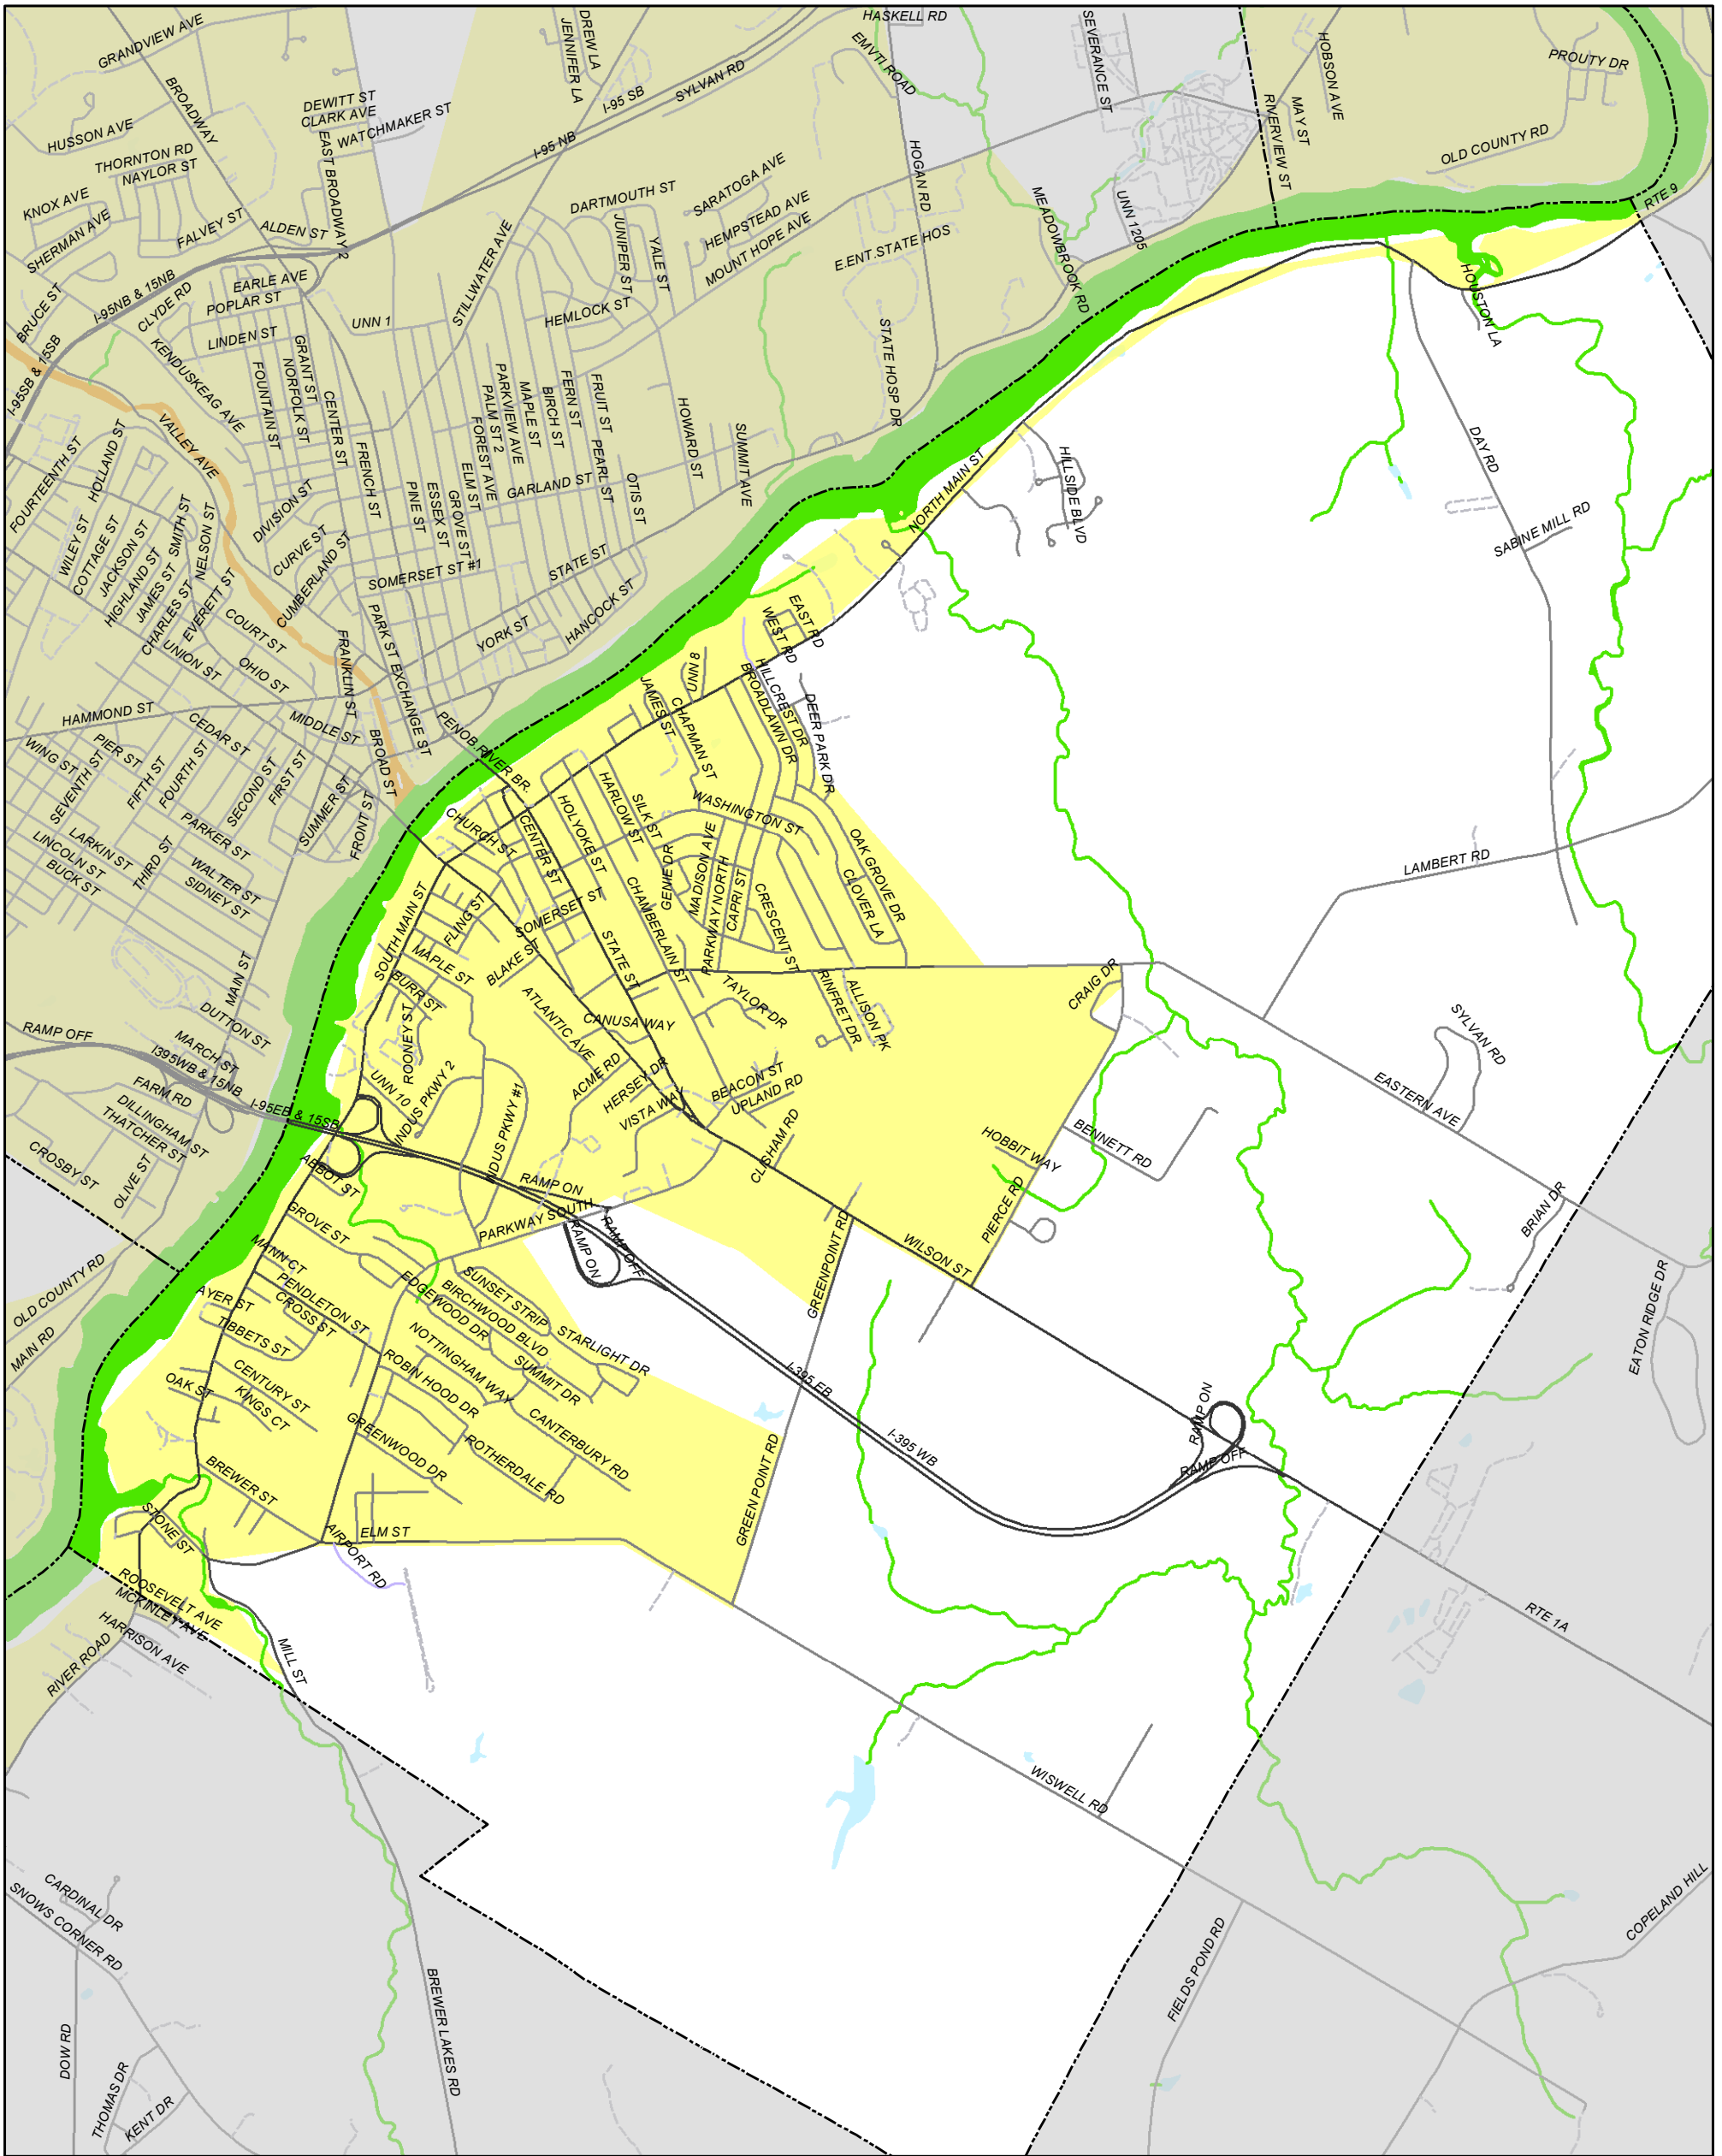 GRANDVIEW AVE
BROADWAY
HUSSON AVE
DEWITT ST
CLARK AVE
WATCHMAKER ST
EAST BROADWAY 2
THORNTON RD
NAYLOR ST
KNOX AVE
SHERMAN AVE
FALVEY ST
ALDEN ST
DREW LA
JENNIFER LA
I-95 SB
SYLVAN RD
I-95 NB
HASKELL RD
EMVTI ROAD
SEVERANCE ST
HOBSON AVE
PROUTY DR
MAY ST
RIVERVIEW ST
OLD COUNTY RD
RTE 9
HOGAN RD
DARTMOUTH ST
SARATOGA AVE
HEMPSTEAD AVE
MOUNT HOPE AVE
JUNIPER ST
YALE ST
E.ENT.STATE HOS
MEADOWBROOK RD
UNN 1205
STILLWATER AVE
HEMLOCK ST
STATE HOSP DR
BRUCE ST
I-95NB & 15NB
CLYDE RD
EARLE AVE
POPLAR ST
LINDEN ST
UNN 1
I-95SB & 15SB
KENDUSKEAG AVE
FOUNTAIN ST
GRANT ST
NORFOLK ST
CENTER ST
FRENCH ST
PARKVIEW AVE
PALM ST 2
FOREST AVE
MAPLE ST
BIRCH ST
FERN ST
FRUIT ST
PEARL ST
HOWARD ST
SUMMIT AVE
OTIS ST
GARLAND ST
ELM ST
GROVE ST
ESSEX ST
PINE ST
VALLEY AVE
HOLLAND ST
FOURTEENTH ST
DIVISION ST
CURVE ST
CUMBERLAND ST
SOMERSET ST #1
STATE ST
HANCOCK ST
YORK ST
WILEY ST
COTTAGE ST
JACKSON ST
HIGHLAND ST
JAMES ST
SMITH ST
NELSON ST
CHARLES ST
EVERETT ST
UNION ST
COURT ST
OHIO ST
FRANKLIN ST
PARK ST
EXCHANGE ST
HAMMOND ST
MIDDLE ST
CEDAR ST
BROAD ST
PENOB RIVER BR.
WING ST
PIER ST
SEVENTH ST
FIFTH ST
FOURTH ST
SECOND ST
FIRST ST
SUMMER ST
FRONT ST
LARKIN ST
LINCOLN ST
BUCK ST
THIRD ST
PARKER ST
WALTER ST
SIDNEY ST
MAIN ST
DUTTON ST
MARCH ST
RAMP OFF
I395WB & 15NB
FARM RD
DILLINGHAM ST
THATCHER ST
CROSBY ST
OLIVE ST
I-95EB & 15SB
OLD COUNTY RD
MAIN RD
HOUSTON LA
DAY RD
SABINE MILL RD
NORTH MAIN ST
HILLSIDE BLVD
EAST RD
WEST RD
HILLCREST DR
BROADLAWN DR
DEER PARK DR
UNN 8
JAMES ST
CHAPMAN ST
WASHINGTON ST
HARLOW ST
SILK ST
HOLYOKE ST
CENTER ST
CHURCH ST
GENIE DR
MADISON AVE
PARKWAY NORTH
CAPRI ST
CRESCENT ST
OAK GROVE DR
CLOVER LA
CHAMBERLAIN ST
SOMERSET ST
FLING ST
SOUTH MAIN ST
MAPLE ST
BLAKE ST
STATE ST
BURR ST
ROONEY ST
ATLANTIC AVE
CANUSA WAY
TAYLOR DR
RINFRET DR
ALLISON PK
ACME RD
HERSEY DR
VISTA WAY
BEACON ST
UPLAND RD
CLISHAM RD
UNN 10
INDUS PKWY 2
INDUS PKWY #1
LAMBERT RD
CRAIG DR
SYLVAN RD
EASTERN AVE
BENNETT RD
HOBBIT WAY
PIERCE RD
BRIAN DR
EATON RIDGE DR
ABBOT ST
RAMP ON
PARKWAY SOUTH
RAMP OFF
RAMP ON
GREENPOINT RD
WILSON ST
GROVE ST
MANN CT
PENDLETON ST
CROSS ST
AYER ST
TIBBETS ST
SUNSET STRIP
BIRCHWOOD BLVD
EDGEWOOD DR
STARLIGHT DR
NOTTINGHAM WAY
SUMMIT DR
ROBIN HOOD DR
CANTERBURY RD
OAK ST
CENTURY ST
KINGS CT
GREENWOOD DR
ROTHERDALE RD
GREEN POINT RD
I-395 EB
I-395 WB
RAMP ON
RAMP OFF
BREWER ST
STONE ST
ELM ST
AIRPORT RD
ROOSEVELT AVE
MCKINLEY AVE
HARRISON AVE
RIVER ROAD
MILL ST
RTE 1A
WISWELL RD
COPELAND HILL
FIELDS POND RD
CARDINAL DR
SNOWS CORNER RD
BREWER LAKES RD
DOW RD
THOMAS DR
KENT DR